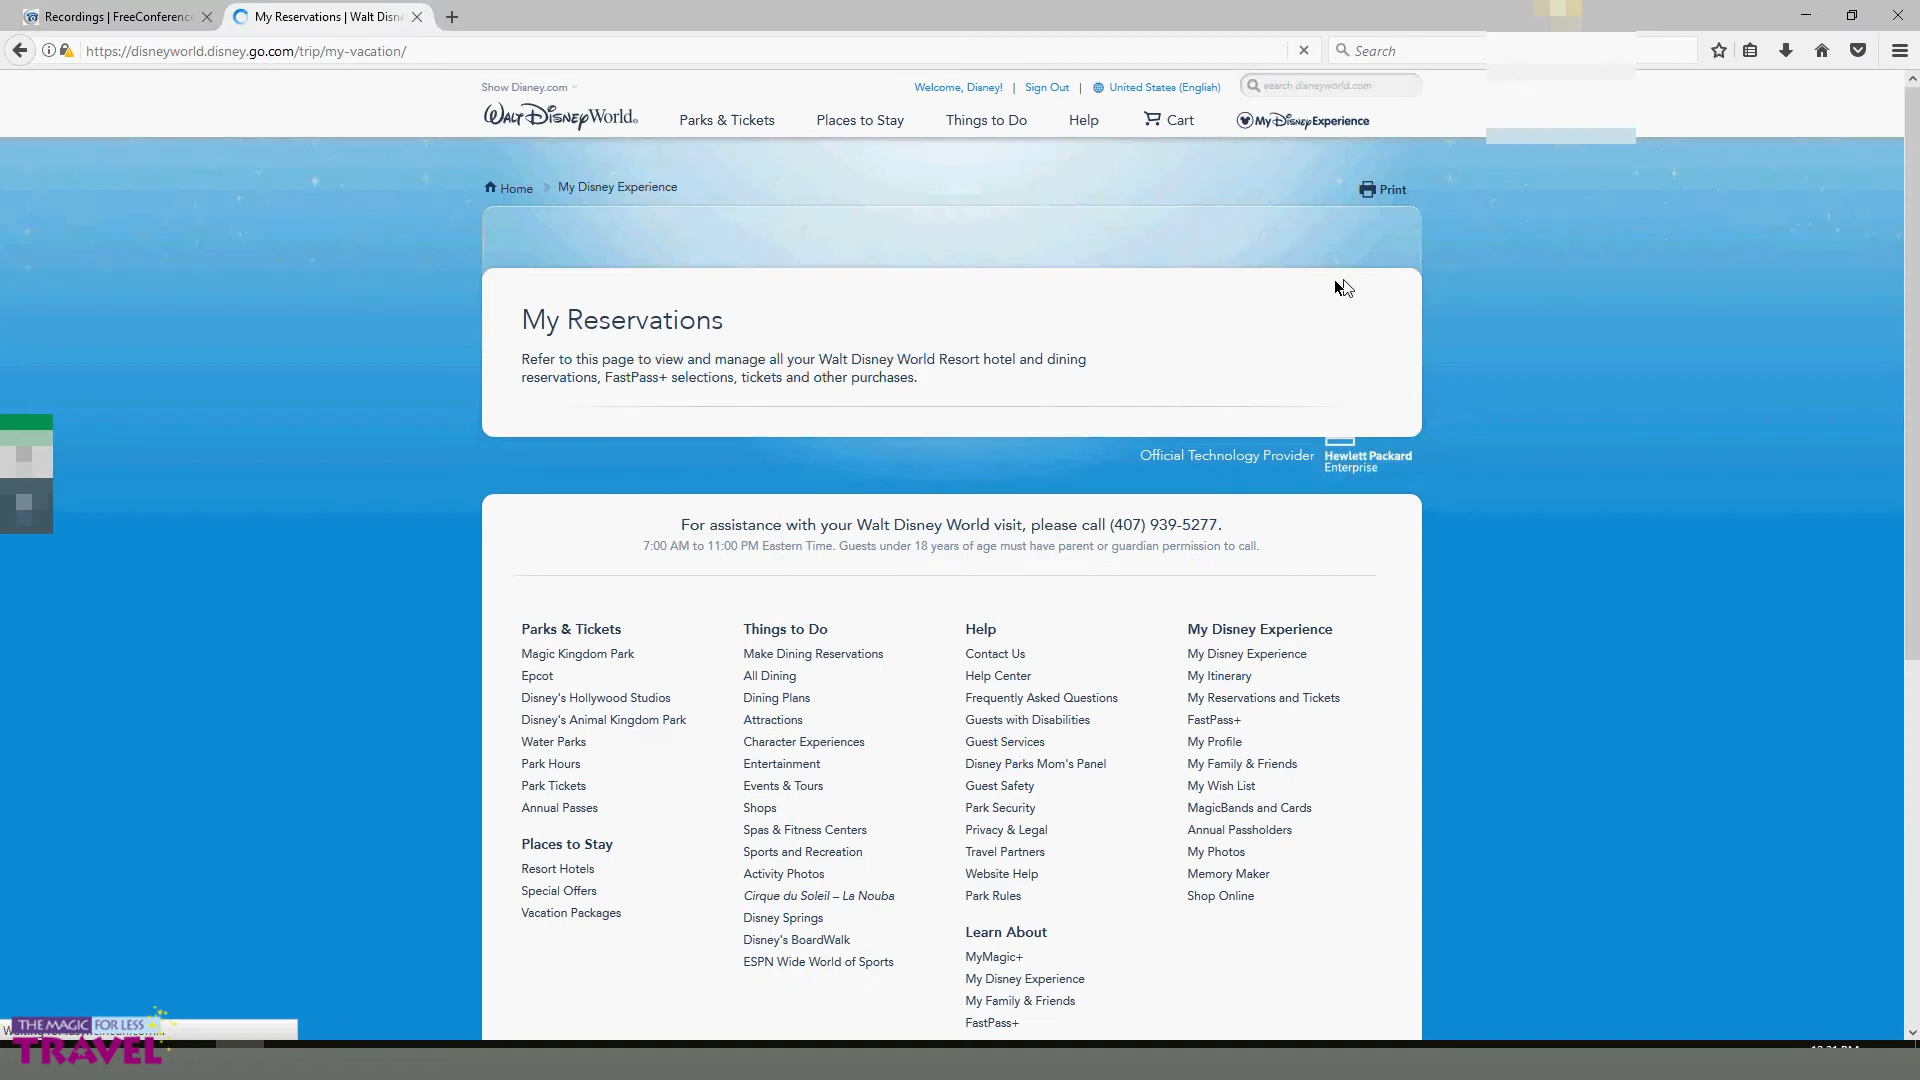 Recordings | FreeConference
My Reservations | Walt Disne
https://disneyworld.disney.go.com/trip/my-vacation/
Search
Show Disney.com
Welcome, Disney! | Sign Out | United States (English)
search disneyworld.com
Walt Disney World
Parks & Tickets
Places to Stay
Things to Do
Help
Cart
My Disney Experience
Home
My Disney Experience
Print
My Reservations
Refer to this page to view and manage all your Walt Disney World Resort hotel and dining
reservations, FastPass+ selections, tickets and other purchases.
Official Technology Provider
Hewlett Packard
Enterprise
For assistance with your Walt Disney World visit, please call (407) 939-5277.
7:00 AM to 11:00 PM Eastern Time. Guests under 18 years of age must have parent or guardian permission to call.
Parks & Tickets
Magic Kingdom Park
Epcot
Disney's Hollywood Studios
Disney's Animal Kingdom Park
Water Parks
Park Hours
Park Tickets
Annual Passes
Places to Stay
Resort Hotels
Special Offers
Vacation Packages
Things to Do
Make Dining Reservations
All Dining
Dining Plans
Attractions
Character Experiences
Entertainment
Events & Tours
Shops
Spas & Fitness Centers
Sports and Recreation
Activity Photos
Cirque du Soleil – La Nouba
Disney Springs
Disney's BoardWalk
ESPN Wide World of Sports
Help
Contact Us
Help Center
Frequently Asked Questions
Guests with Disabilities
Guest Services
Disney Parks Mom's Panel
Guest Safety
Park Security
Privacy & Legal
Travel Partners
Website Help
Park Rules
Learn About
MyMagic+
My Disney Experience
My Family & Friends
FastPass+
My Disney Experience
My Disney Experience
My Itinerary
My Reservations and Tickets
FastPass+
My Profile
My Family & Friends
My Wish List
MagicBands and Cards
Annual Passholders
My Photos
Memory Maker
Shop Online
THE MAGIC FOR LESS
TRAVEL